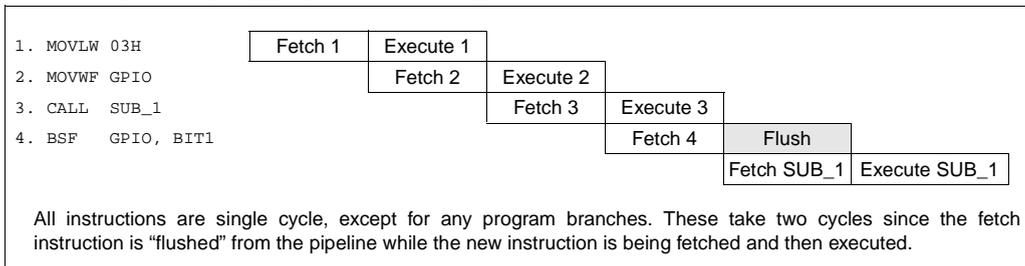 1. MOVLW 03H Fetch 1 Execute 1
2. MOVWF GPIO Fetch 2 Execute 2
3. CALL SUB_1 Fetch 3 Execute 3
4. BSF GPIO, BIT1 Fetch 4 Flush
Fetch SUB_1 Execute SUB_1
All instructions are single cycle, except for any program branches. These take two cycles since the fetch
instruction is “flushed” from the pipeline while the new instruction is being fetched and then executed.